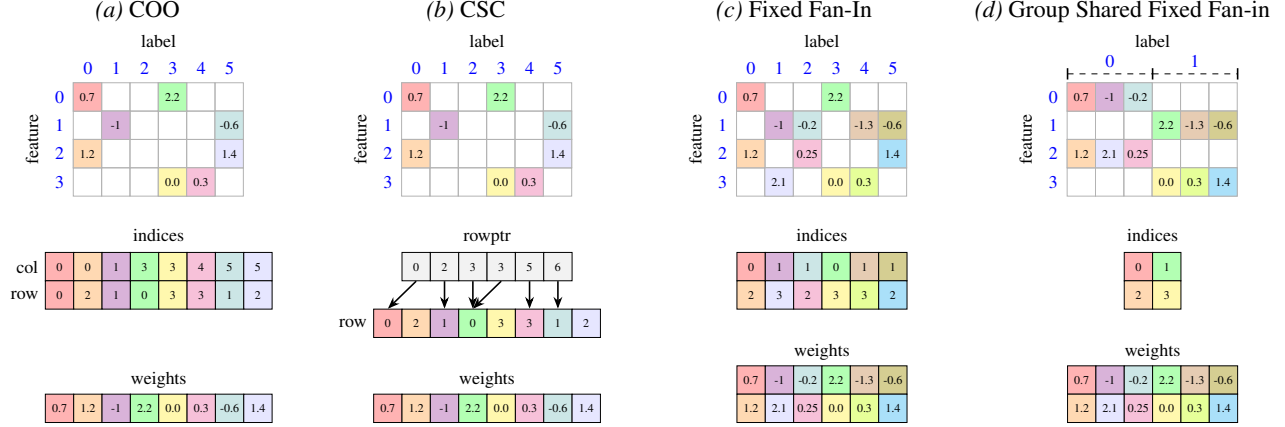 (a) COO
label
0 1 2 3 4 5
feature
0 0.7 2.2
1 -1 -0.6
2 1.2 1.4
3 0.0 0.3
indices
col 0 0 1 3 3 4 5 5
row 0 2 1 0 3 3 1 2
weights
0.7 1.2 -1 2.2 0.0 0.3 -0.6 1.4
(b) CSC
label
0 1 2 3 4 5
feature
0 0.7 2.2
1 -1 -0.6
2 1.2 1.4
3 0.0 0.3
rowptr
0 2 3 3 5 6
row 0 2 1 0 3 3 1 2
weights
0.7 1.2 -1 2.2 0.0 0.3 -0.6 1.4
(c) Fixed Fan-In
label
0 1 2 3 4 5
feature
0 0.7 2.2
1 -1 -0.2 -1.3 -0.6
2 1.2 0.25 1.4
3 2.1 0.0 0.3
indices
0 1 1 0 1 1
2 3 2 3 3 2
weights
0.7 -1 -0.2 2.2 -1.3 -0.6
1.2 2.1 0.25 0.0 0.3 1.4
(d) Group Shared Fixed Fan-in
label
0 1
feature
0 0.7 -1 -0.2
1 2.2 -1.3 -0.6
2 1.2 2.1 0.25
3 0.0 0.3 1.4
indices
0 1
2 3
weights
0.7 -1 -0.2 2.2 -1.3 -0.6
1.2 2.1 0.25 0.0 0.3 1.4